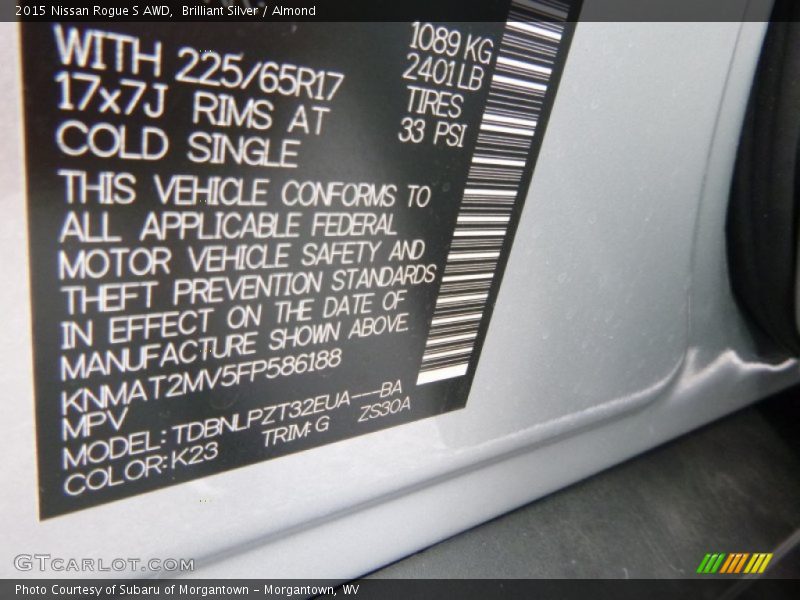 2015 Nissan Rogue S AWD,  Brilliant Silver / Almond
1089 KG
WITH 225/65R17 2401 LB
17x7J RIMS AT TIRES
COLD SINGLE 33 PSI
THIS VEHICLE CONFORMS TO
ALL APPLICABLE FEDERAL
MOTOR VEHICLE SAFETY AND
THEFT PREVENTION STANDARDS
IN EFFECT ON THE DATE OF
MANUFACTURE SHOWN ABOVE.
KNMAT2MV5FP586188
MPV
MODEL: TDBNLPZT32EUA---BA
COLOR: K23 TRIM: G ZS30A
GTCARLOT.COM
Photo Courtesy of Subaru of Morgantown - Morgantown, WV